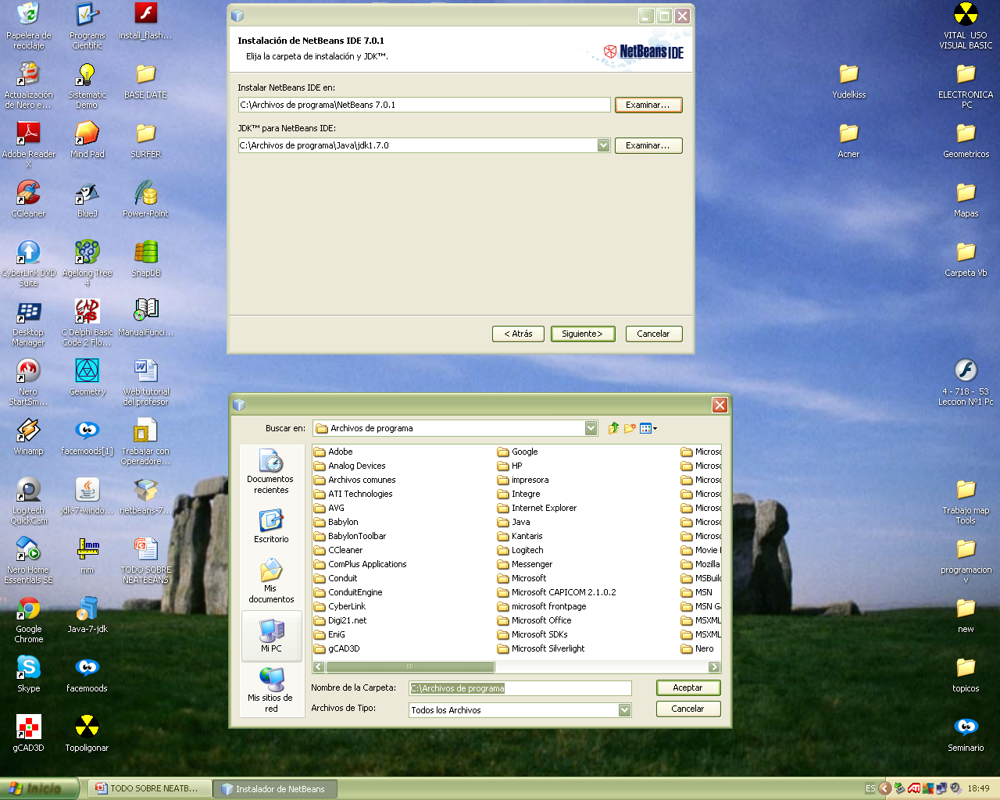 Papelera de
reciclaje
Programs
Cientific
install_flash...
Actualización
de Nero e...
Sistematic
Demo
BASE DATE
Adobe Reader
X
Mind Pad
SURFER
CCleaner
BlueJ
Power-Point
CyberLink DVD
Suite
Agelong Tree
4
SnapDB
Desktop
Manager
C Delphi Basic
Code 2 Flo...
ManualFunci...
Nero
StartSm...
Geometry
Web tutorial
del profesor
Winamp
facemoods[1]
Trabajar con
Operadore...
Logitech
QuickCam
jdk-7-windo...
netbeans-7...
Nero Home
Essentials SE
mm
TODO SOBRE
NEATBEANS
Google
Chrome
Java-7-jdk
Skype
facemoods
gCAD3D
Topoligonar
Instalación de NetBeans IDE 7.0.1
Elija la carpeta de instalación y JDK™.
NetBeans IDE
Instalar NetBeans IDE en:
C:\Archivos de programa\NetBeans 7.0.1
Examinar...
JDK™ para NetBeans IDE:
C:\Archivos de programa\Java\jdk1.7.0
Examinar...
< Atrás
Siguiente>
Cancelar
Buscar en:
Archivos de programa
Documentos
recientes
Escritorio
Mis
documentos
Mi PC
Mis sitios de
red
Adobe
Analog Devices
Archivos comunes
ATI Technologies
AVG
Babylon
BabylonToolbar
CCleaner
ComPlus Applications
Conduit
ConduitEngine
CyberLink
Digi21.net
EniG
gCAD3D
Google
HP
impresora
Integre
Internet Explorer
Java
Kantaris
Logitech
Messenger
Microsoft
Microsoft CAPICOM 2.1.0.2
microsoft frontpage
Microsoft Office
Microsoft SDKs
Microsoft Silverlight
Microso
Microso
Microso
Microso
Microso
Microso
Microso
Movie
Mozilla
MSBuil
MSN
MSN G
MSXML
MSXML
Nero
Nombre de la Carpeta:
C:\Archivos de programa
Aceptar
Archivos de Tipo:
Todos los Archivos
Cancelar
VITAL USO
VISUAL BASIC
Yudelkiss
ELECTRONICA
PC
Acner
Geometricos
Mapas
Carpeta Vb
4 - 718 - 53
Leccion Nº1 Pc
Trabajo map
Tools
programacion
v
new
topicos
Seminario
Inicio
TODO SOBRE NEATB...
Instalador de NetBeans
ES
18:49